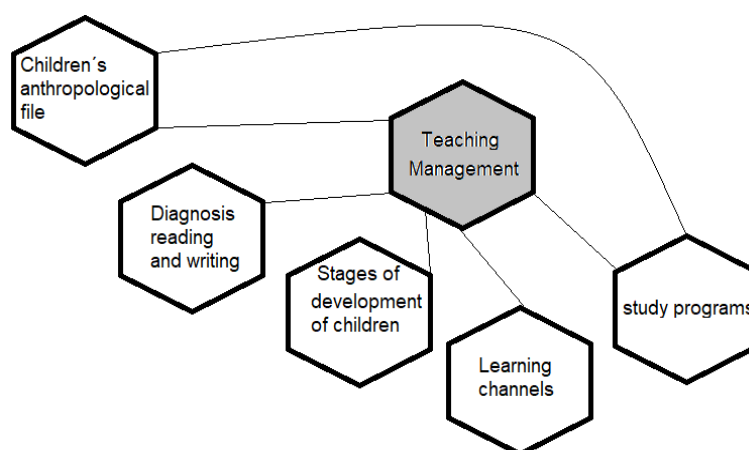 Children´s
anthropological
file
Teaching
Management
Diagnosis
reading
and writing
Stages of
development
of children
Learning
channels
study programs